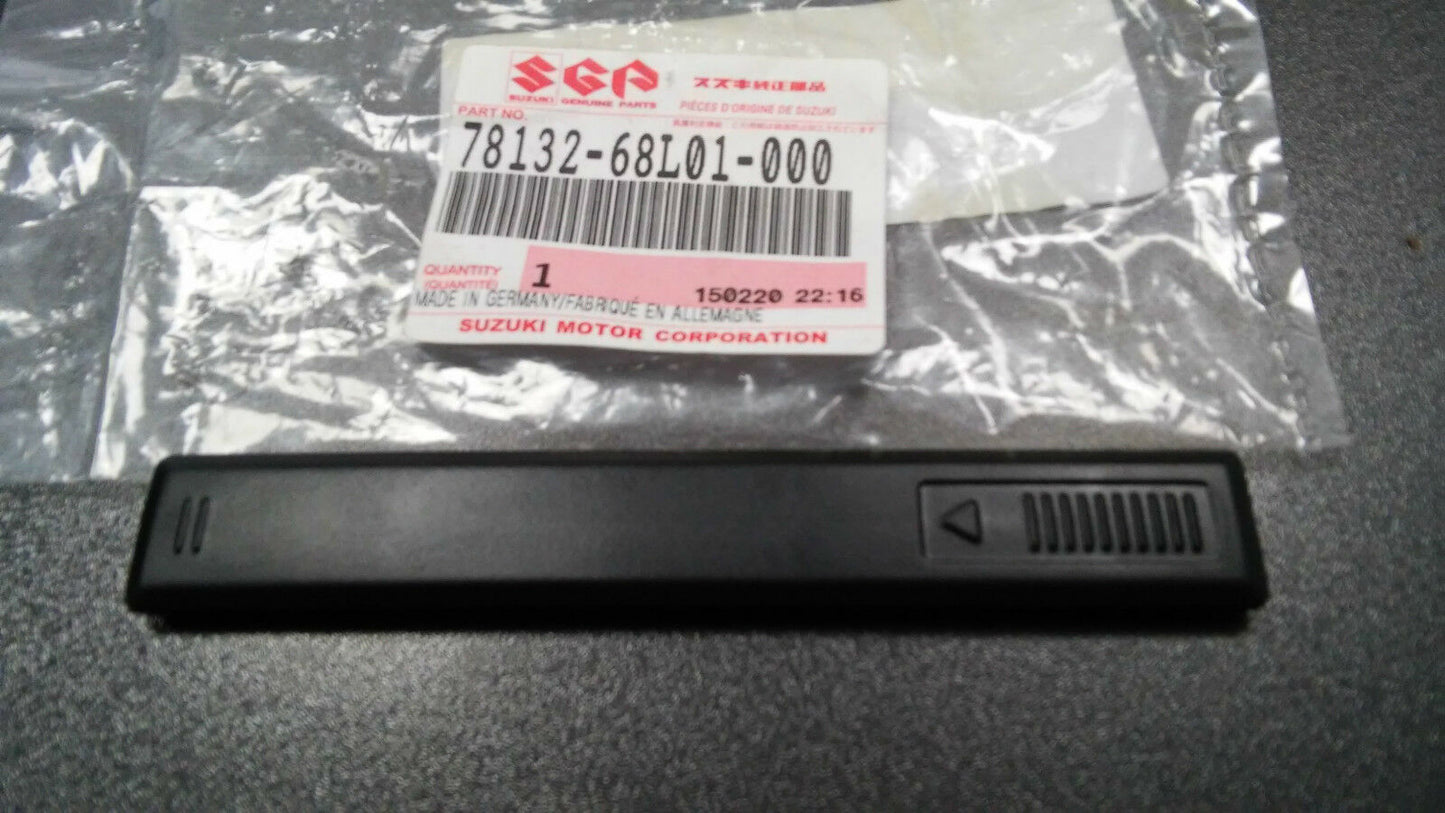 SGP スズキ純正部品
SUZUKI GENUINE PARTS PIÈCES D'ORIGINE DE SUZUKI
PART NO.
78132-68L01-000
QUANTITY 1
(QUANTITÉ) 150220 22:16
MADE IN GERMANY/FABRIQUÉ EN ALLEMAGNE
SUZUKI MOTOR CORPORATION